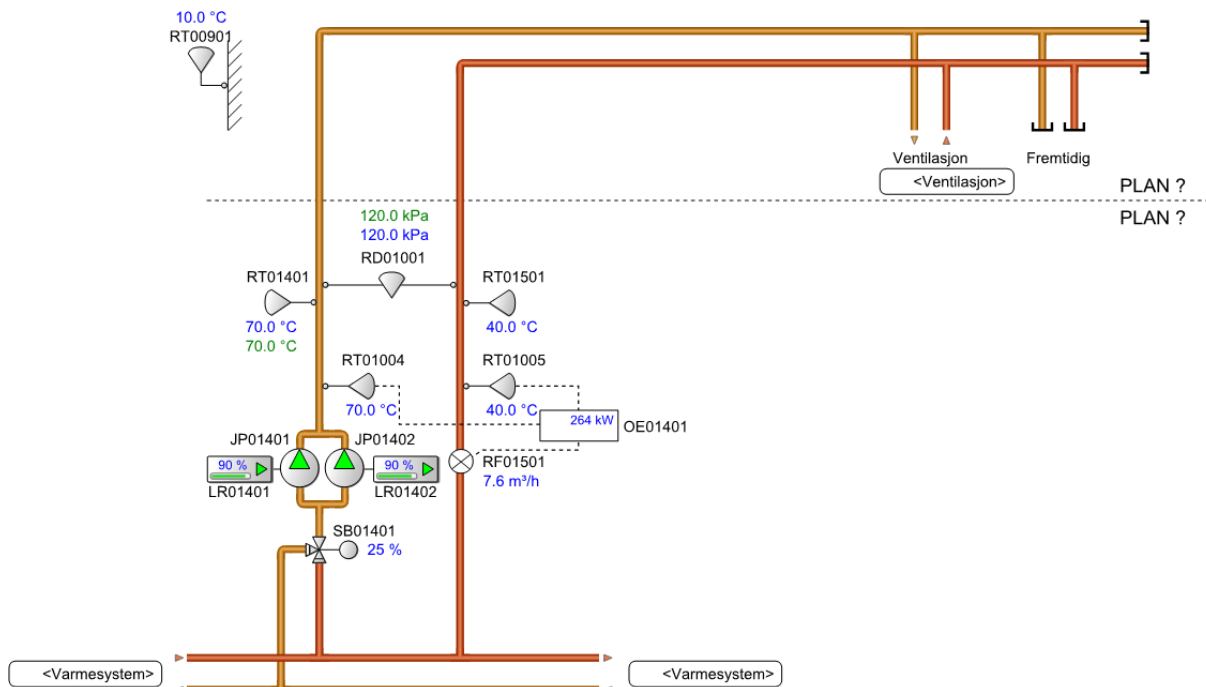 10.0 °C
RT00901
Ventilasjon
Fremtidig
<Ventilasjon>
PLAN ?
PLAN ?
120.0 kPa
120.0 kPa
RD01001
RT01401
RT01501
70.0 °C
40.0 °C
70.0 °C
RT01004
RT01005
70.0 °C
40.0 °C
264 kW
OE01401
JP01401
JP01402
90 %
90 %
RF01501
LR01401
LR01402
7.6 m³/h
SB01401
25 %
<Varmesystem>
<Varmesystem>